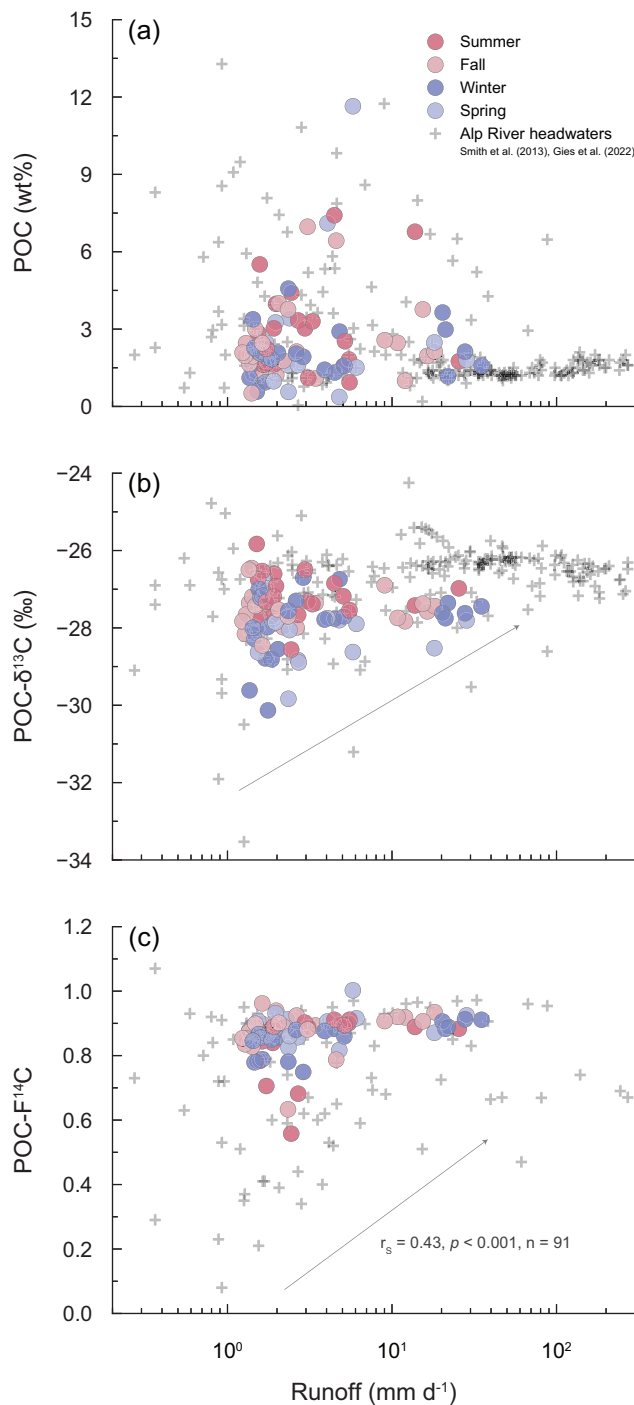 (a)
15
12
9
6
3
0
POC (wt%)
Summer
Fall
Winter
Spring
Alp River headwaters
Smith et al. (2013), Gies et al. (2022)
(b)
−24
−26
−28
−30
−32
−34
POC-δ¹³C (‰)
(c)
1.2
1.0
0.8
0.6
0.4
0.2
0.0
POC-F¹⁴C
rₛ = 0.43, p < 0.001, n = 91
10⁰ 10¹ 10²
Runoff (mm d⁻¹)